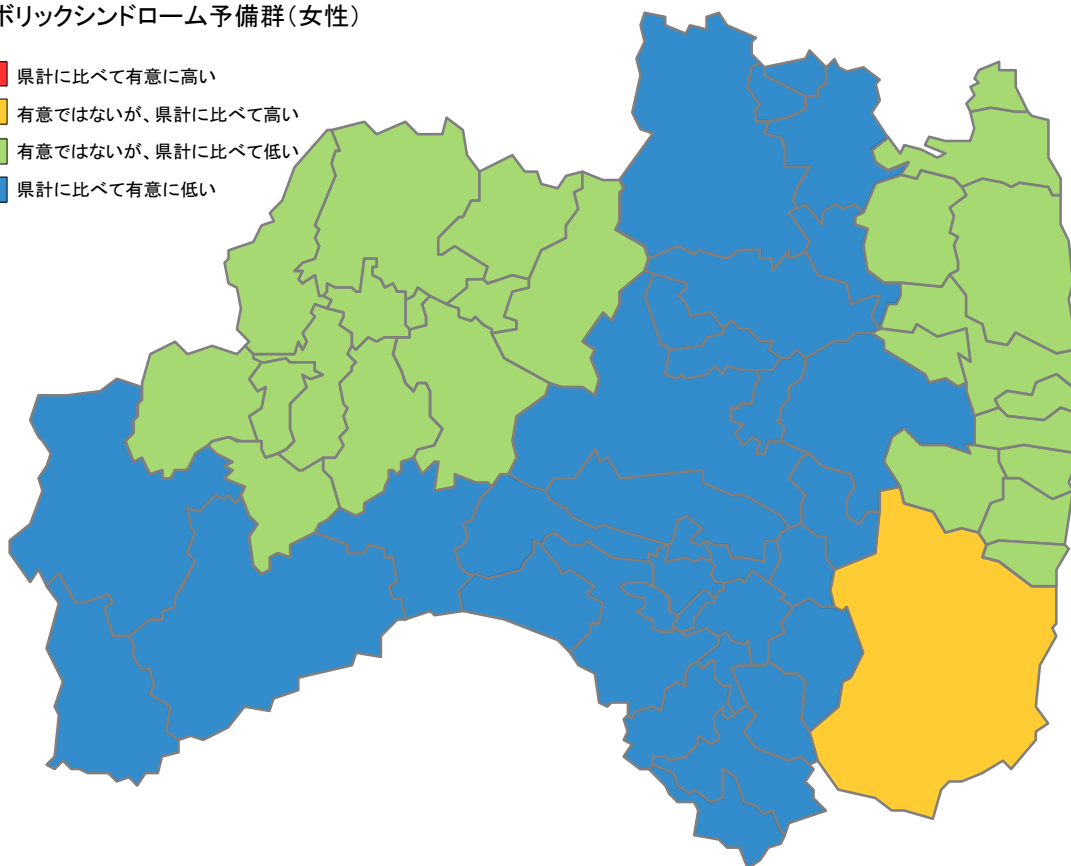 ボリックシンドローム予備群(女性)
県計に比べて有意に高い
有意ではないが、県計に比べて高い
有意ではないが、県計に比べて低い
県計に比べて有意に低い